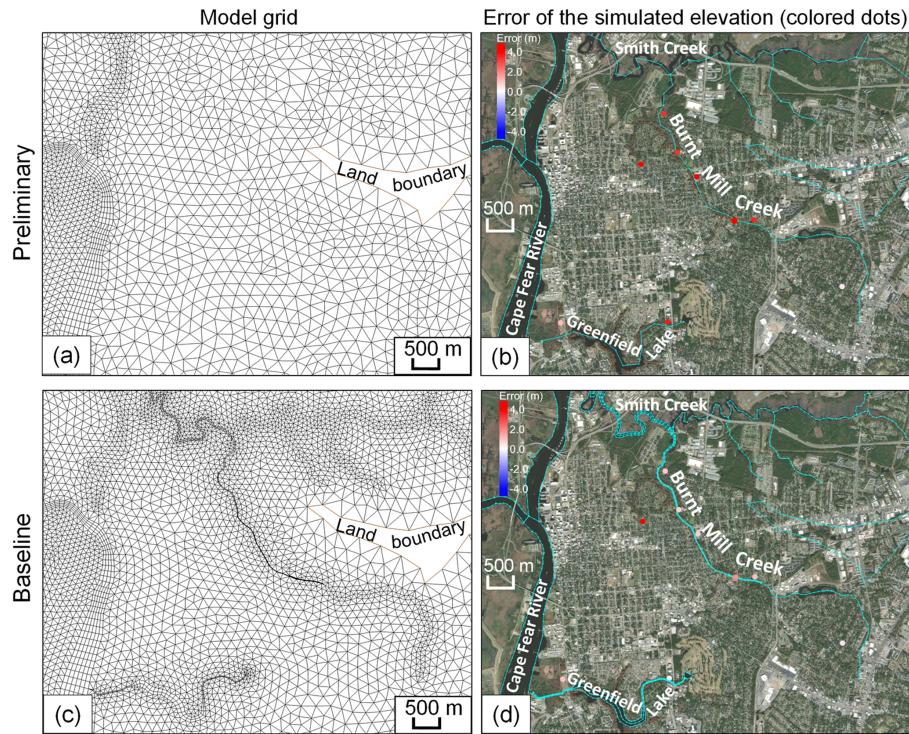 Model grid
Error of the simulated elevation (colored dots)
Preliminary
Land boundary
(a)
500 m
Error (m)
4.0
2.0
0.0
-2.0
-4.0
500 m
Smith Creek
Burnt Mill Creek
Cape Fear River
Greenfield Lake
(b)
Baseline
Land boundary
(c)
500 m
Error (m)
4.0
2.0
0.0
-2.0
-4.0
500 m
Smith Creek
Burnt Mill Creek
Cape Fear River
Greenfield Lake
(d)